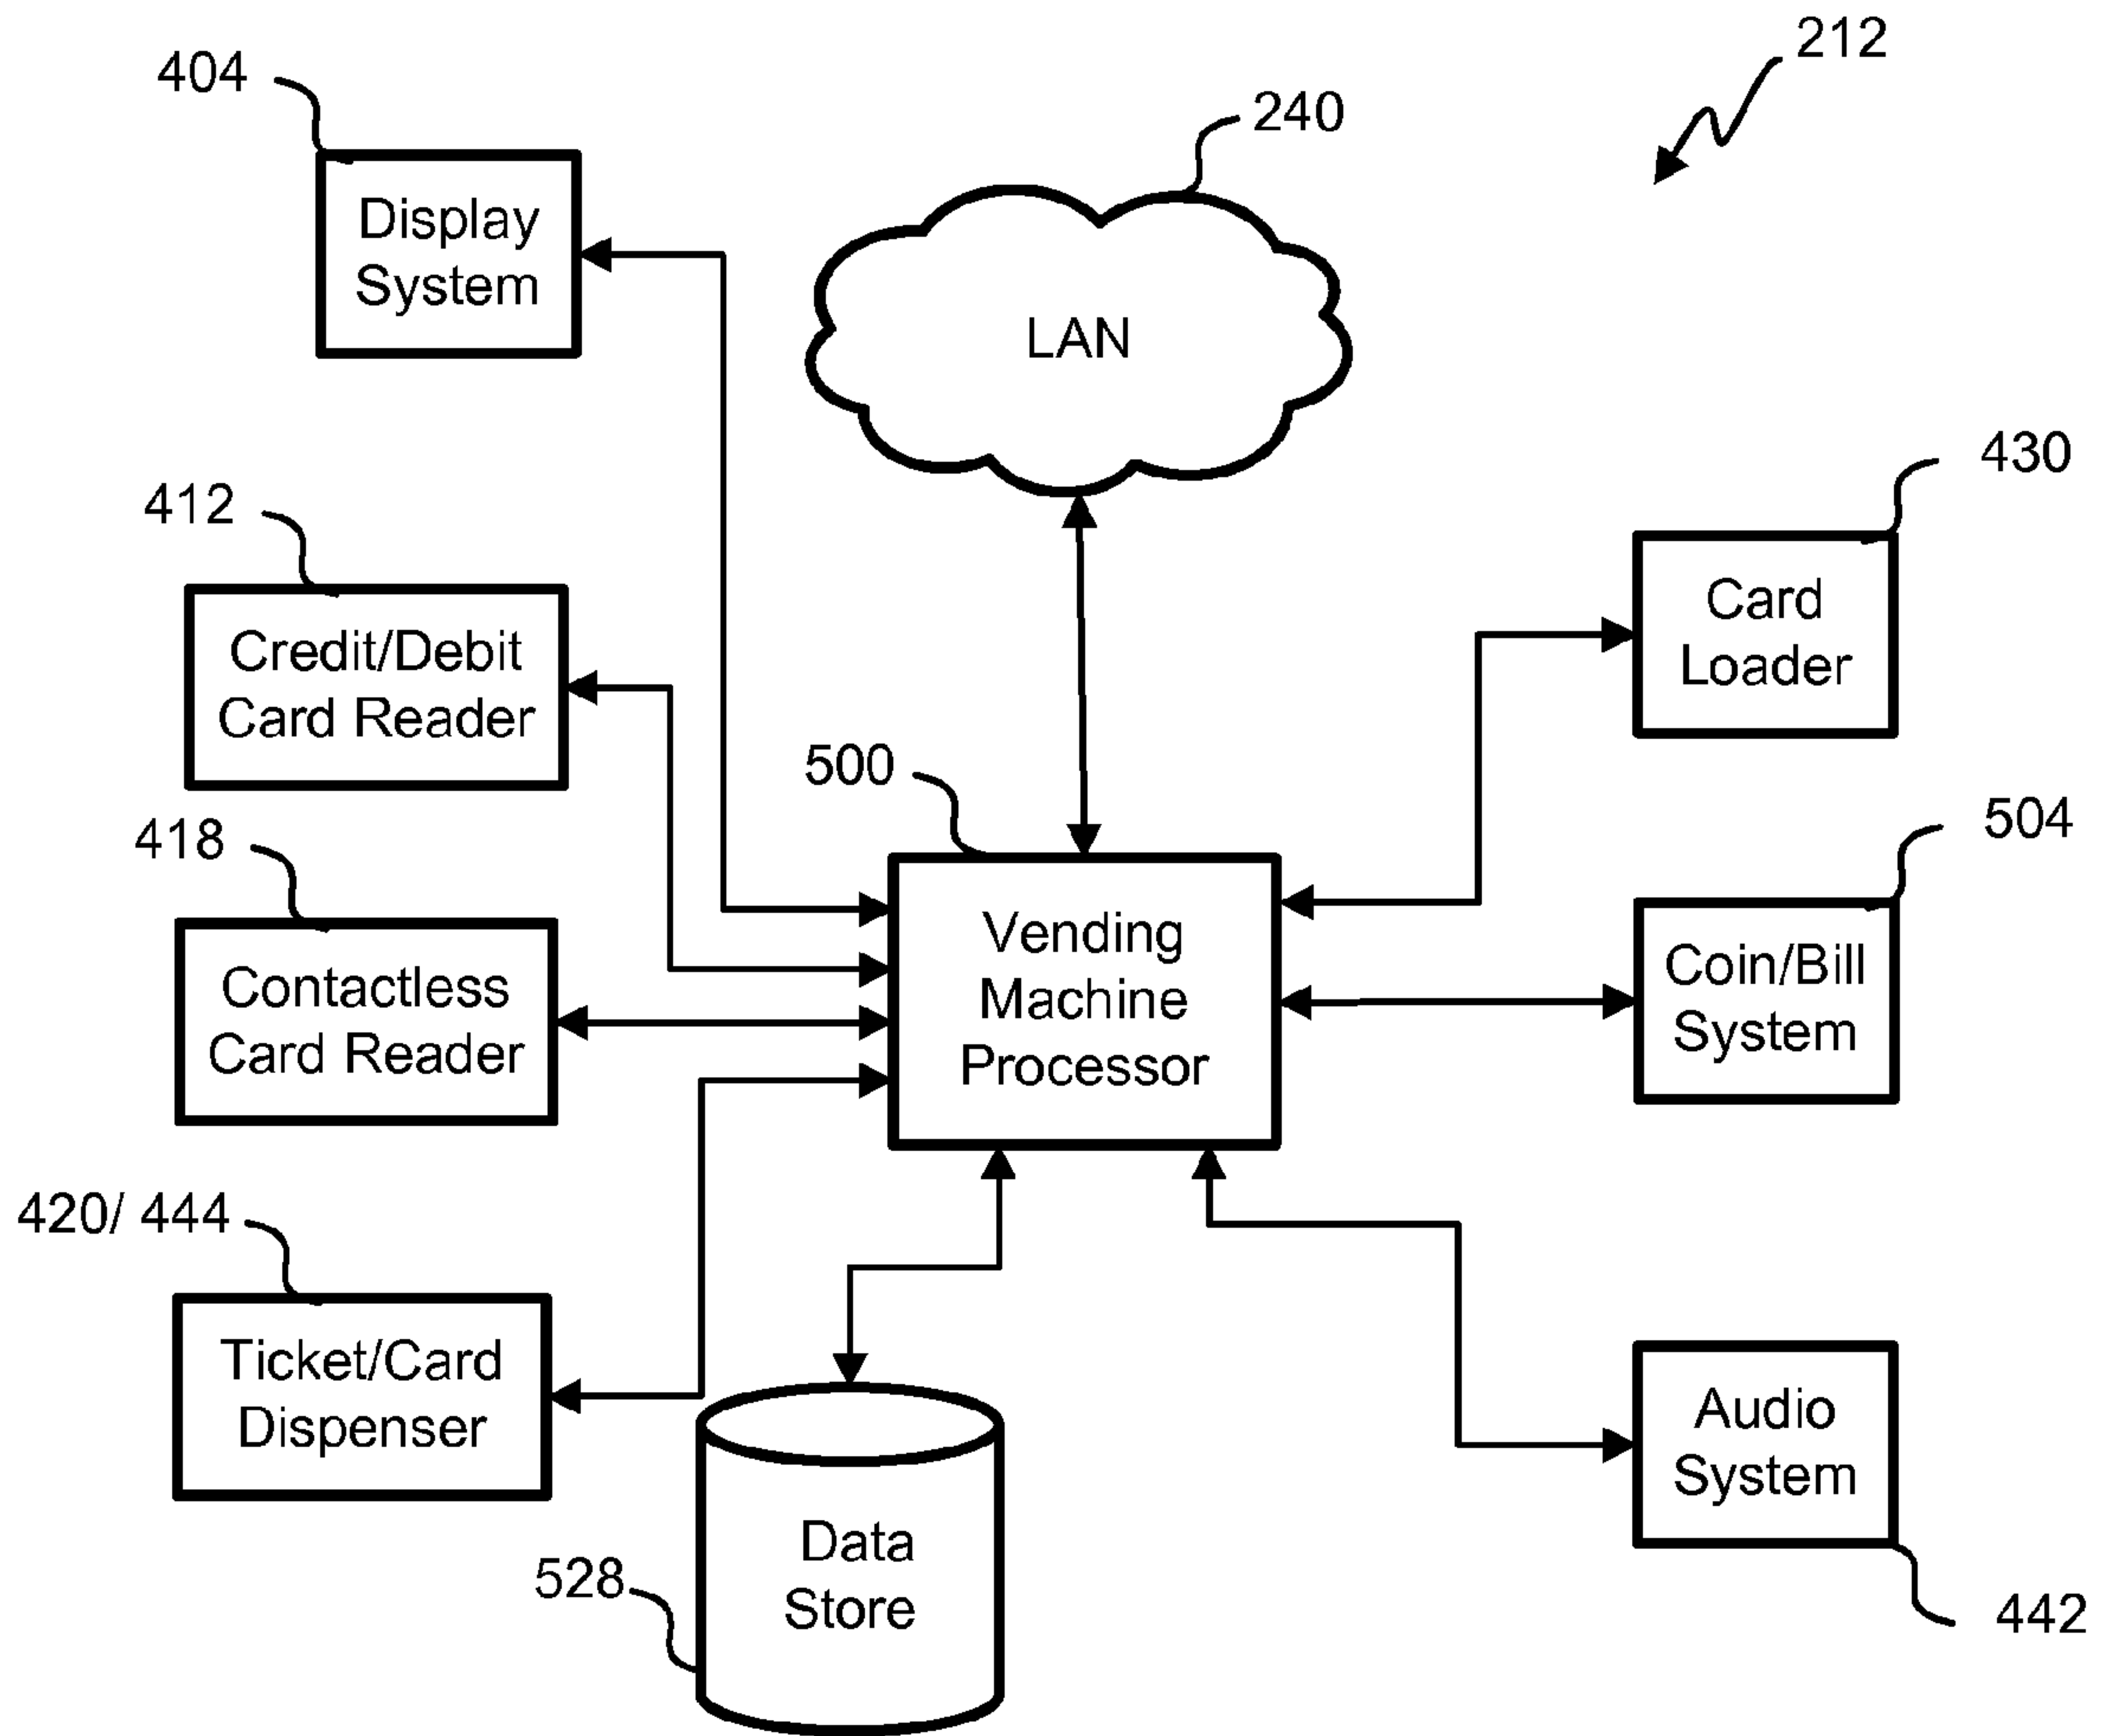 212
404
240
Display
System
LAN
430
412
Card
Loader
Credit/Debit
Card Reader
500
504
418
Vending
Machine
Processor
Coin/Bill
System
Contactless
Card Reader
420/ 444
Ticket/Card
Dispenser
Audio
System
Data
Store
528
442